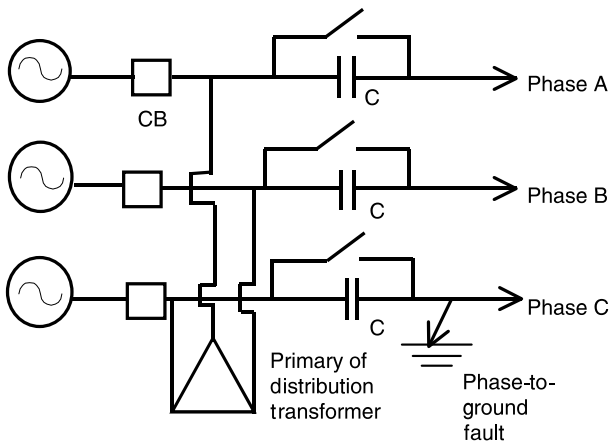 Phase A
C
CB
Phase B
C
Phase C
C
Primary of
distribution
transformer
Phase-to-
ground
fault